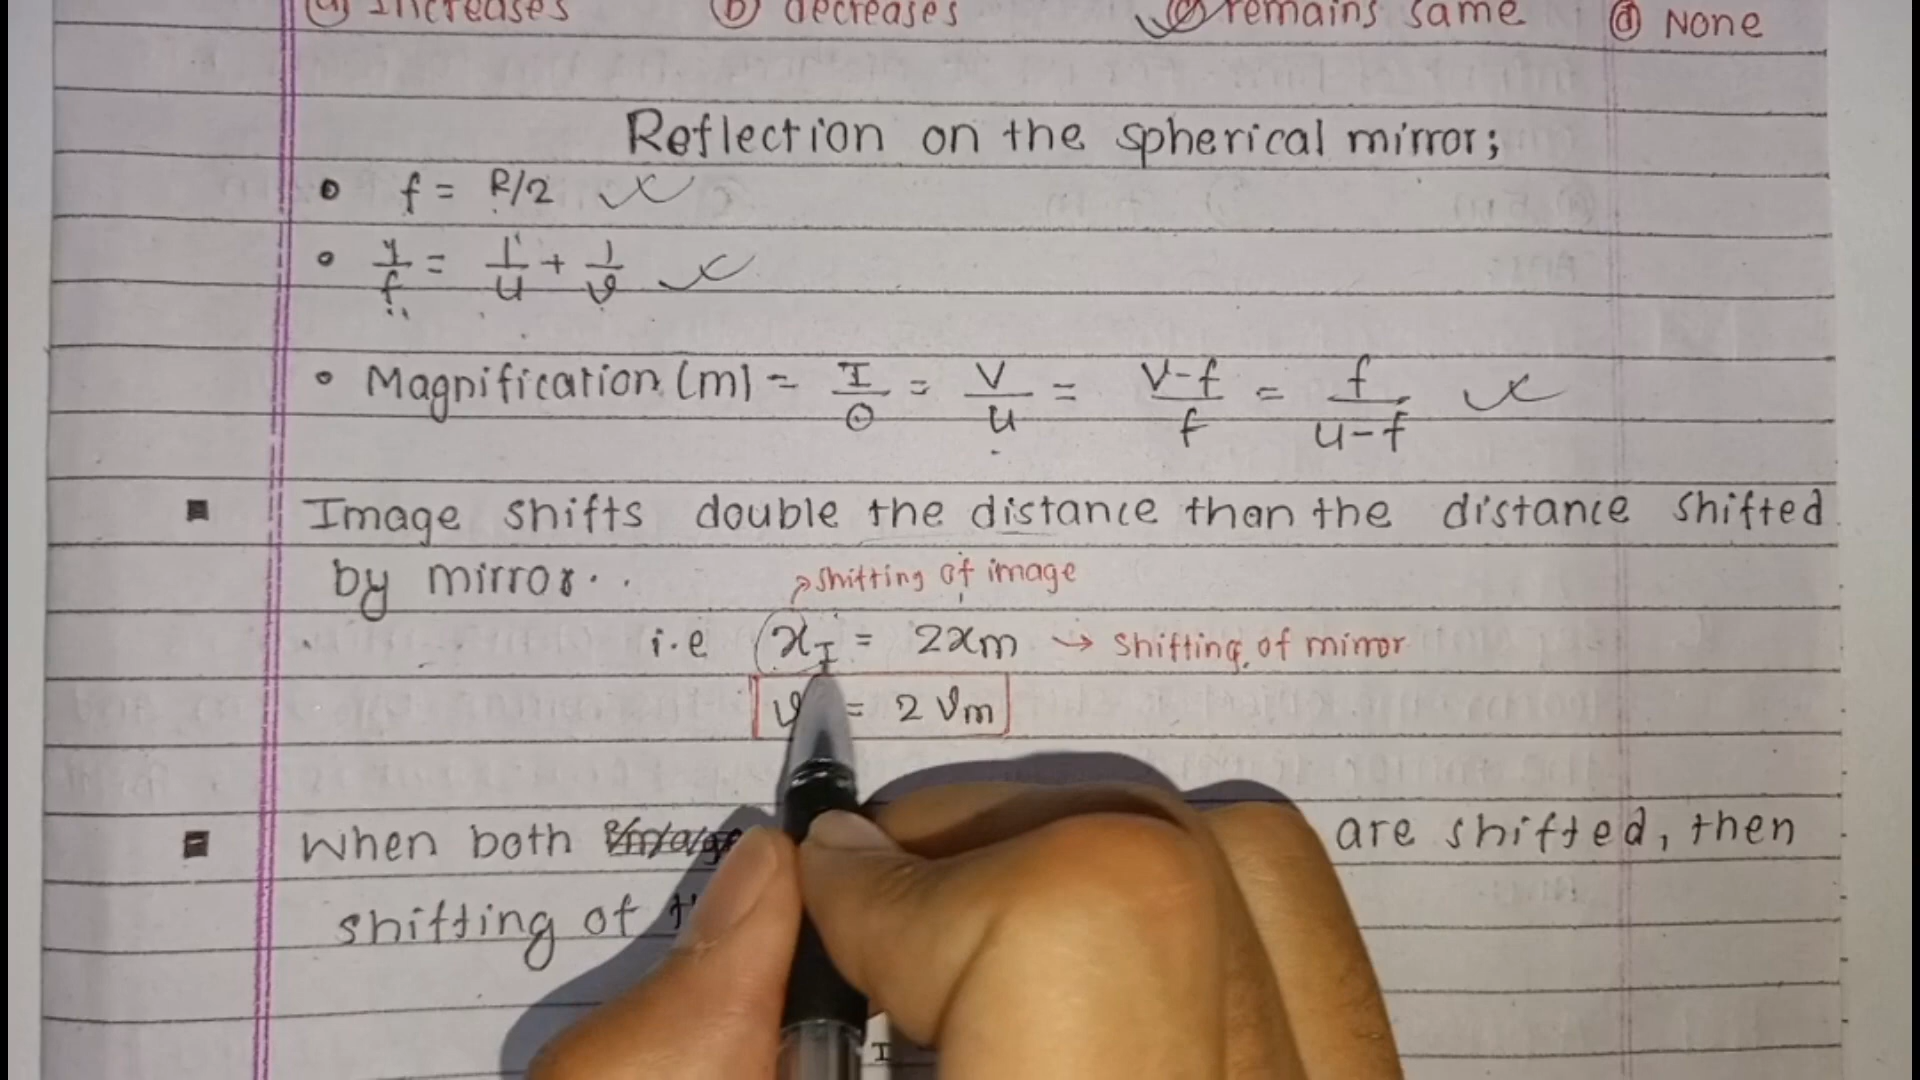 (a) Increases (b) decreases (c) remains same (d) None
Reflection on the spherical mirror;
f = R/2
1/f = 1/u + 1/v
Magnification (m) = I/O = v/u = v-f/f = f/u-f
Image shifts double the distance than the distance shifted
by mirror..
shifting of image
i.e x_I = 2xm → shifting of mirror
v = 2 vm
When both are shifted, then
shifting of
I